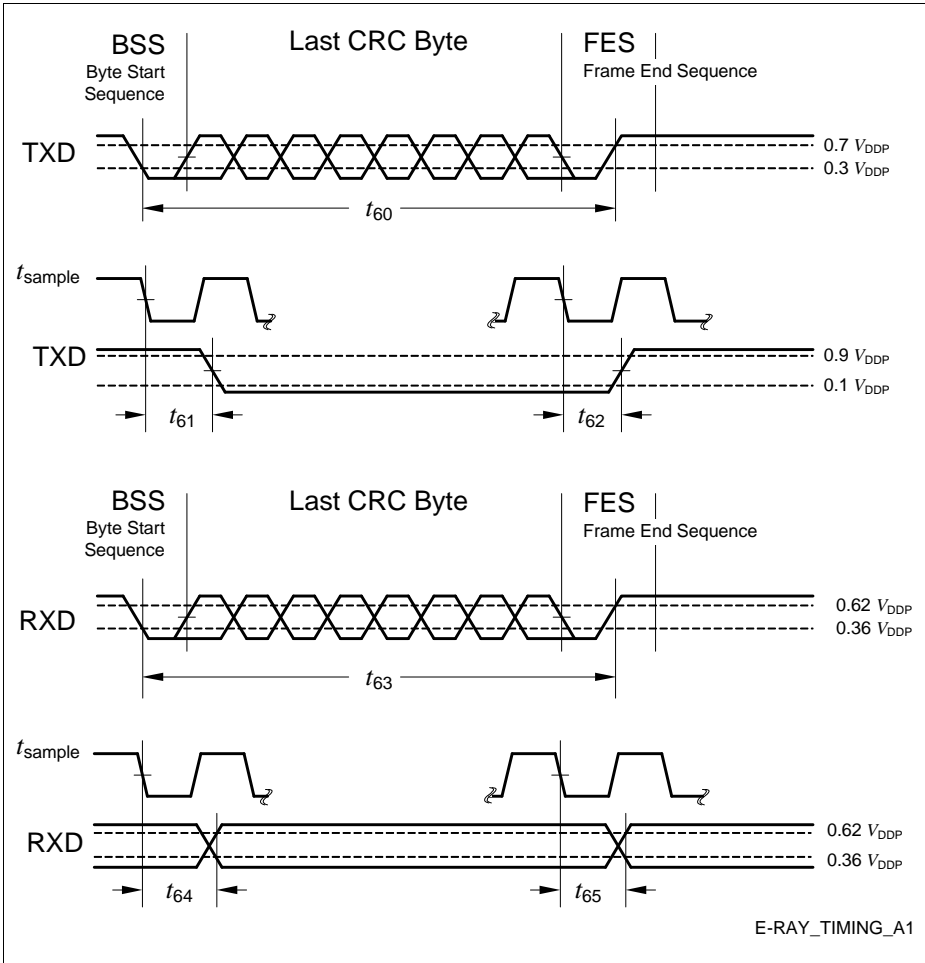 BSS
Byte Start
Sequence
Last CRC Byte
FES
Frame End Sequence
TXD
0.7 VDDP
0.3 VDDP
t60
tsample
TXD
0.9 VDDP
0.1 VDDP
t61
t62
BSS
Byte Start
Sequence
Last CRC Byte
FES
Frame End Sequence
RXD
0.62 VDDP
0.36 VDDP
t63
tsample
RXD
0.62 VDDP
0.36 VDDP
t64
t65
E-RAY_TIMING_A1